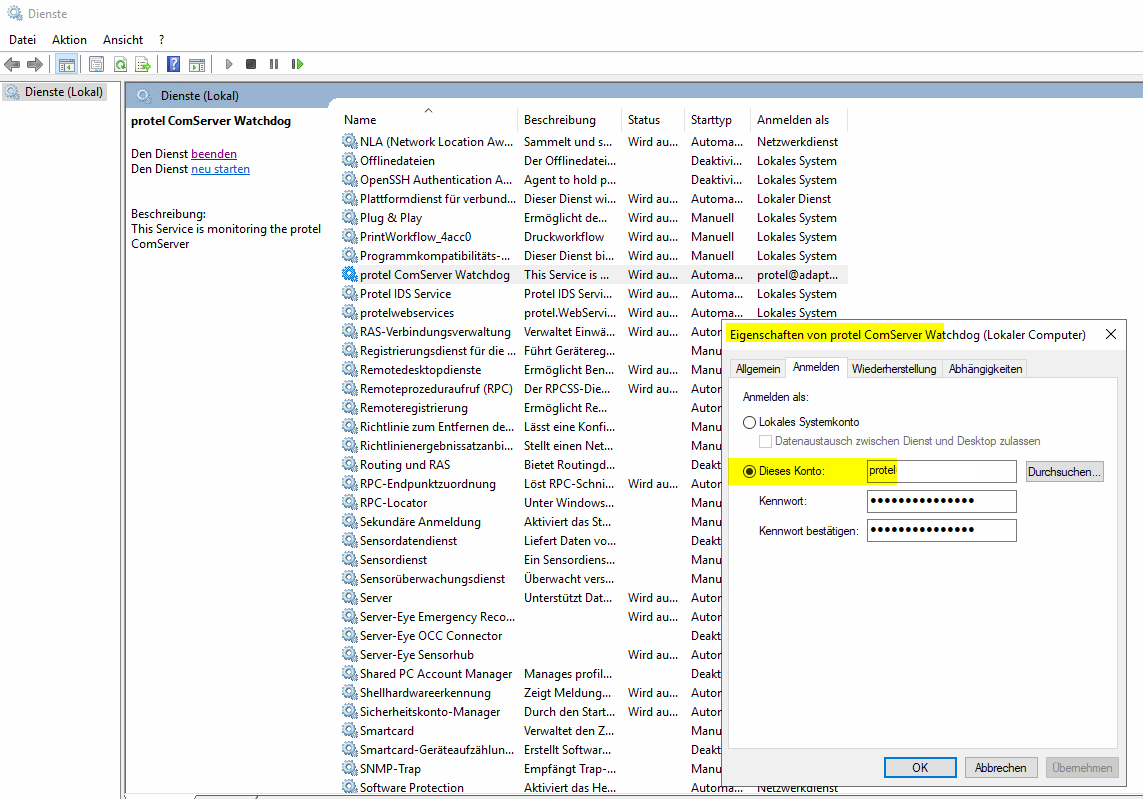 Dienste
Datei Aktion Ansicht ?
Dienste (Lokal)
Dienste (Lokal)
protel ComServer Watchdog
Den Dienst beenden
Den Dienst neu starten
Beschreibung:
This Service is monitoring the protel
ComServer
Name Beschreibung Status Starttyp Anmelden als
NLA (Network Location Aw... Sammelt und s... Wird au... Automa... Netzwerkdienst
Offlinedateien Der Offlinedatei... Deaktivi... Lokales System
OpenSSH Authentication A... Agent to hold p... Deaktivi... Lokales System
Plattformdienst für verbund... Dieser Dienst wi... Wird au... Automa... Lokaler Dienst
Plug & Play Ermöglicht de... Wird au... Manuell Lokales System
PrintWorkflow_4acc0 Druckworkflow Wird au... Manuell Lokales System
Programmkompatibilitäts-... Dieser Dienst bi... Wird au... Manuell Lokales System
protel ComServer Watchdog This Service is ... Wird au... Automa... protel@adapt...
Protel IDS Service Protel IDS Servi... Wird au... Automa... Lokales System
protelwebservices protel.WebServi... Wird au... Automa... Lokales System
RAS-Verbindungsverwaltung Verwaltet Einwä... Wird au... Autor
Registrierungsdienst für die ... Führt Gerätereg... Manu
Remotedesktopdienste Ermöglicht Ben... Wird au... Manu
Remoteprozeduraufruf (RPC) Der RPCSS-Die... Wird au... Autor
Remoteregistrierung Ermöglicht Re... Autor
Richtlinie zum Entfernen de... Lässt eine Konfi... Manu
Richtlinienergebnissatzanbi... Stellt einen Net... Manu
Routing und RAS Bietet Routingd... Deakt
RPC-Endpunktzuordnung Löst RPC-Schni... Wird au... Autor
RPC-Locator Unter Windows... Manu
Sekundäre Anmeldung Aktiviert das St... Manu
Sensordatendienst Liefert Daten vo... Deakt
Sensordienst Ein Sensordiens... Manu
Sensorüberwachungsdienst Überwacht vers... Manu
Server Unterstützt Dat... Wird au... Autor
Server-Eye Emergency Reco... Wird au... Autor
Server-Eye OCC Connector Deakt
Server-Eye Sensorhub Wird au... Autor
Shared PC Account Manager Manages profil... Deakt
Shellhardwareerkennung Zeigt Meldung... Wird au... Autor
Sicherheitskonto-Manager Durch den Start... Wird au... Autor
Smartcard Verwaltet den Z... Manu
Smartcard-Geräteaufzählun... Erstellt Softwar... Deakt
SNMP-Trap Empfängt Trap-... Manu
Software Protection Aktiviert das He... Autor Netzwerkdienst
Eigenschaften von protel ComServer Watchdog (Lokaler Computer)
Allgemein Anmelden Wiederherstellung Abhängigkeiten
Anmelden als:
Lokales Systemkonto
Datenaustausch zwischen Dienst und Desktop zulassen
Dieses Konto: protel Durchsuchen...
Kennwort: ●●●●●●●●●●●●●●●
Kennwort bestätigen: ●●●●●●●●●●●●●●●
OK Abbrechen Übernehmen